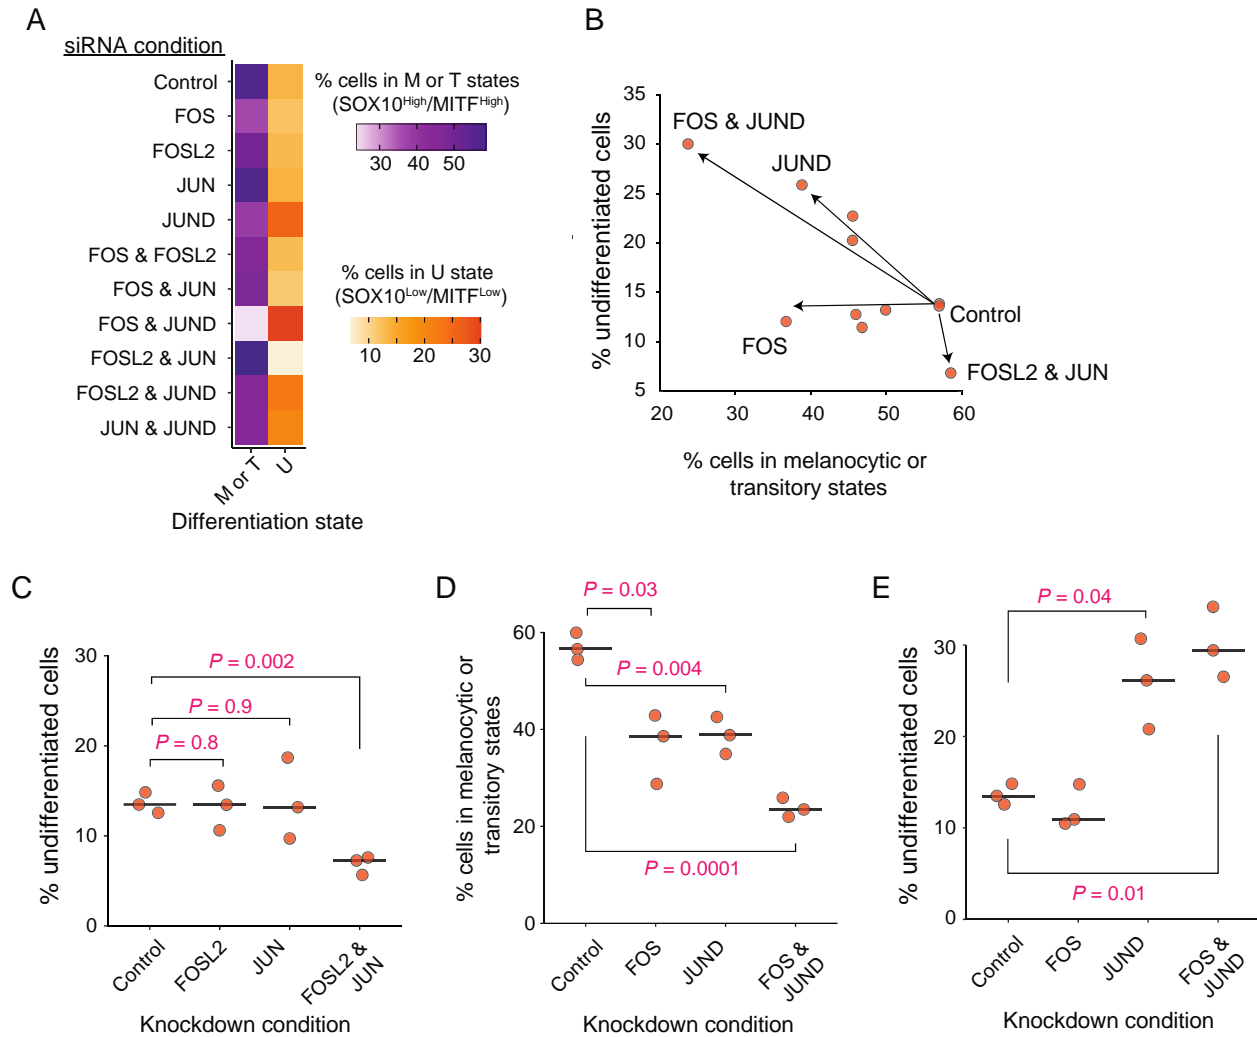 A
siRNA condition
Control
FOS
FOSL2
JUN
JUND
FOS & FOSL2
FOS & JUN
FOS & JUND
FOSL2 & JUN
FOSL2 & JUND
JUN & JUND
M or T
U
Differentiation state
% cells in M or T states
(SOX10High/MITFHigh)
30 40 50
% cells in U state
(SOX10Low/MITFLow)
10 20 30
B
% undifferentiated cells
35
30
25
20
15
10
5
20 30 40 50 60
FOS & JUND
JUND
Control
FOS
FOSL2 & JUN
% cells in melanocytic or
transitory states
C
% undifferentiated cells
30
20
10
0
P = 0.002
P = 0.9
P = 0.8
Control
FOSL2
JUN
FOSL2 &
JUN
Knockdown condition
D
% cells in melanocytic or
transitory states
60
40
20
0
P = 0.03
P = 0.004
P = 0.0001
Control
FOS
JUND
FOS &
JUND
Knockdown condition
E
% undifferentiated cells
30
20
10
0
P = 0.04
P = 0.01
Control
FOS
JUND
FOS &
JUND
Knockdown condition